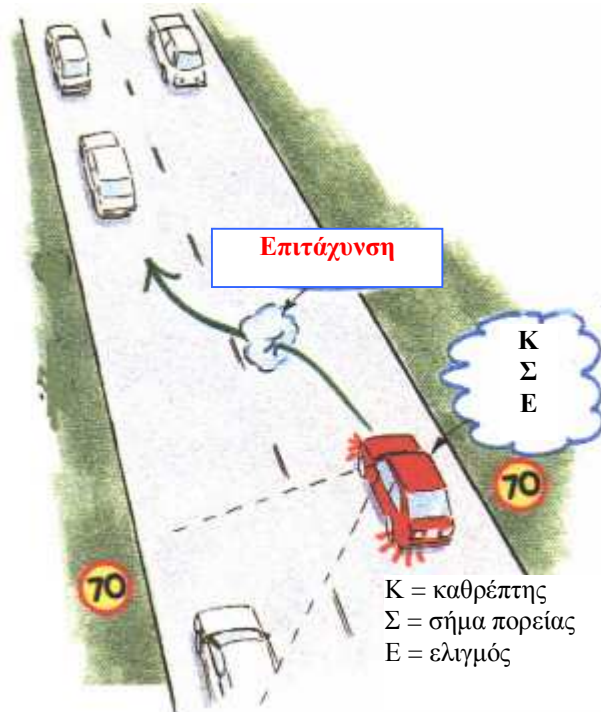 Επιτάχυνση
Κ
Σ
Ε
70
70
Κ = καθρέπτης
Σ = σήμα πορείας
Ε = ελιγμός